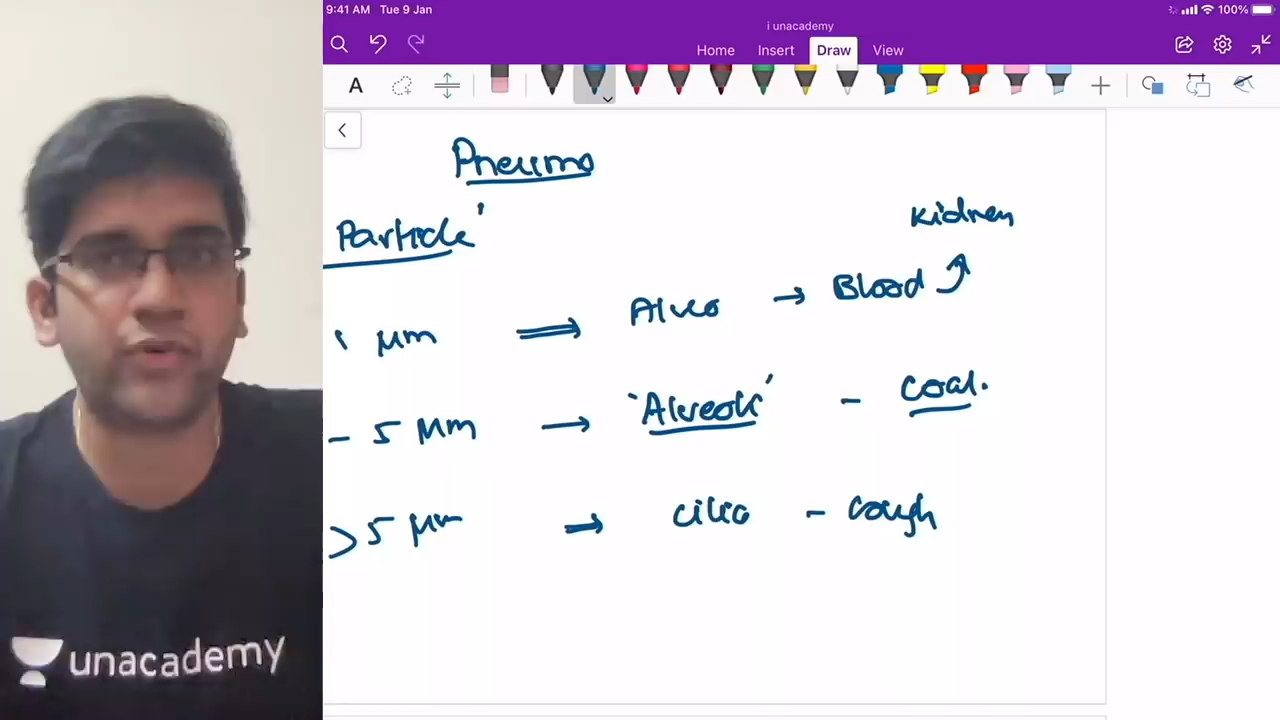 9:41 AM Tue 9 Jan
100%
i unacademy
Home Insert Draw View
A
Pneumo
Particle'
Kidney
μm ⟹ Alveo → Blood
- 5 μm → 'Alveoli' - Coal.
>5 μm → cilia - cough
unacademy